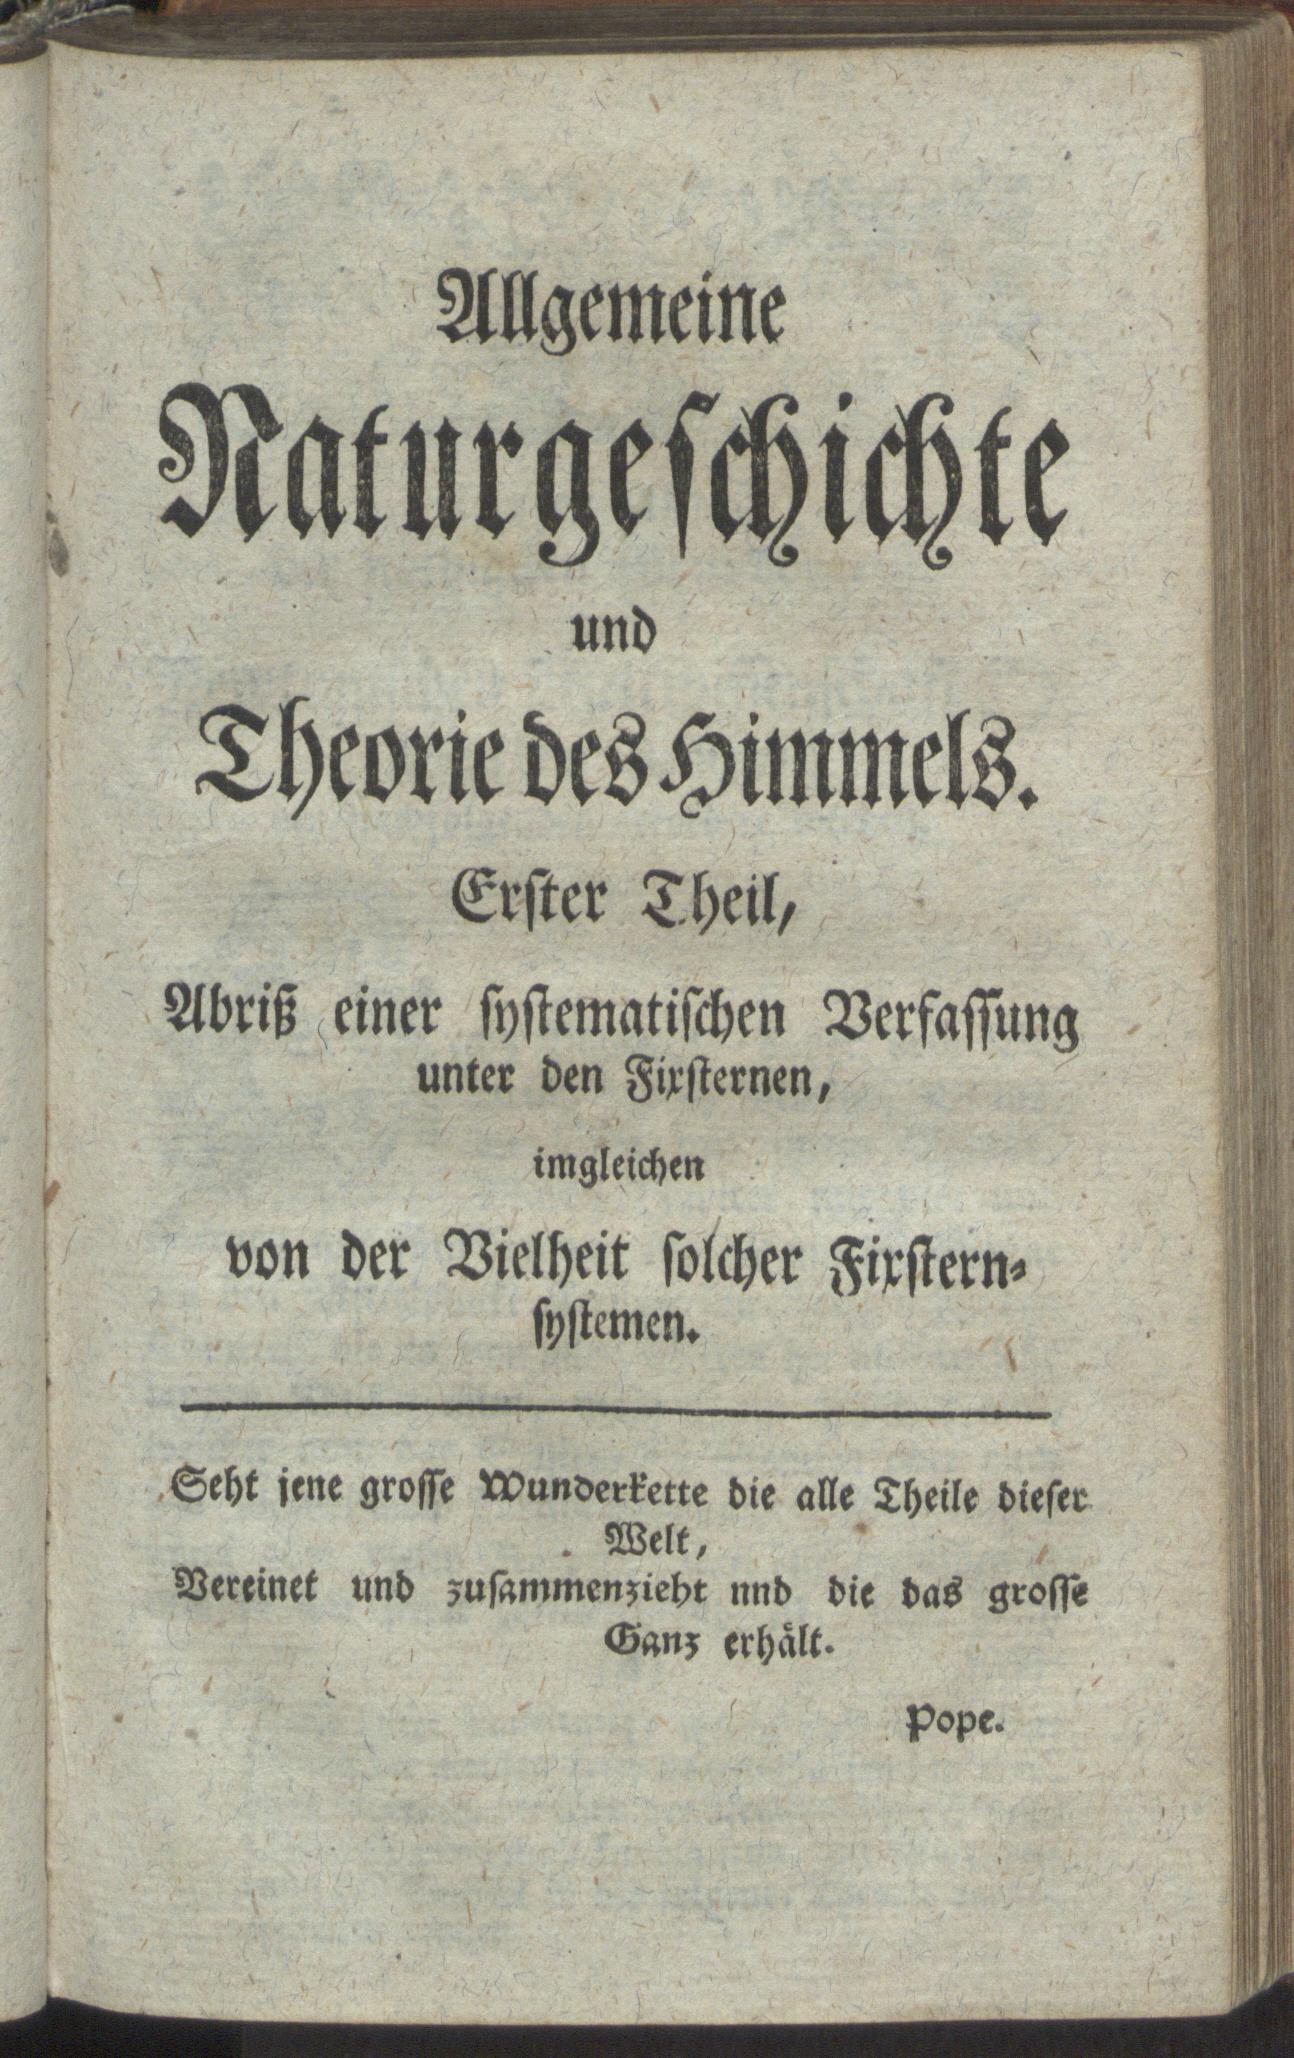 Allgemeine
Naturgeſchichte
und
Theorie des Himmels.
Erſter Theil,
Abriß einer ſyſtematiſchen Verfaſſung
unter den Fixſternen,
imgleichen
von der Vielheit ſolcher Fixſtern⸗
ſyſtemen.
Seht jene groſſe Wunderkette die alle Theile dieſer
Welt,
Vereinet und zuſammenzieht nnd die das groſſe
Ganz erhält.
Pope.